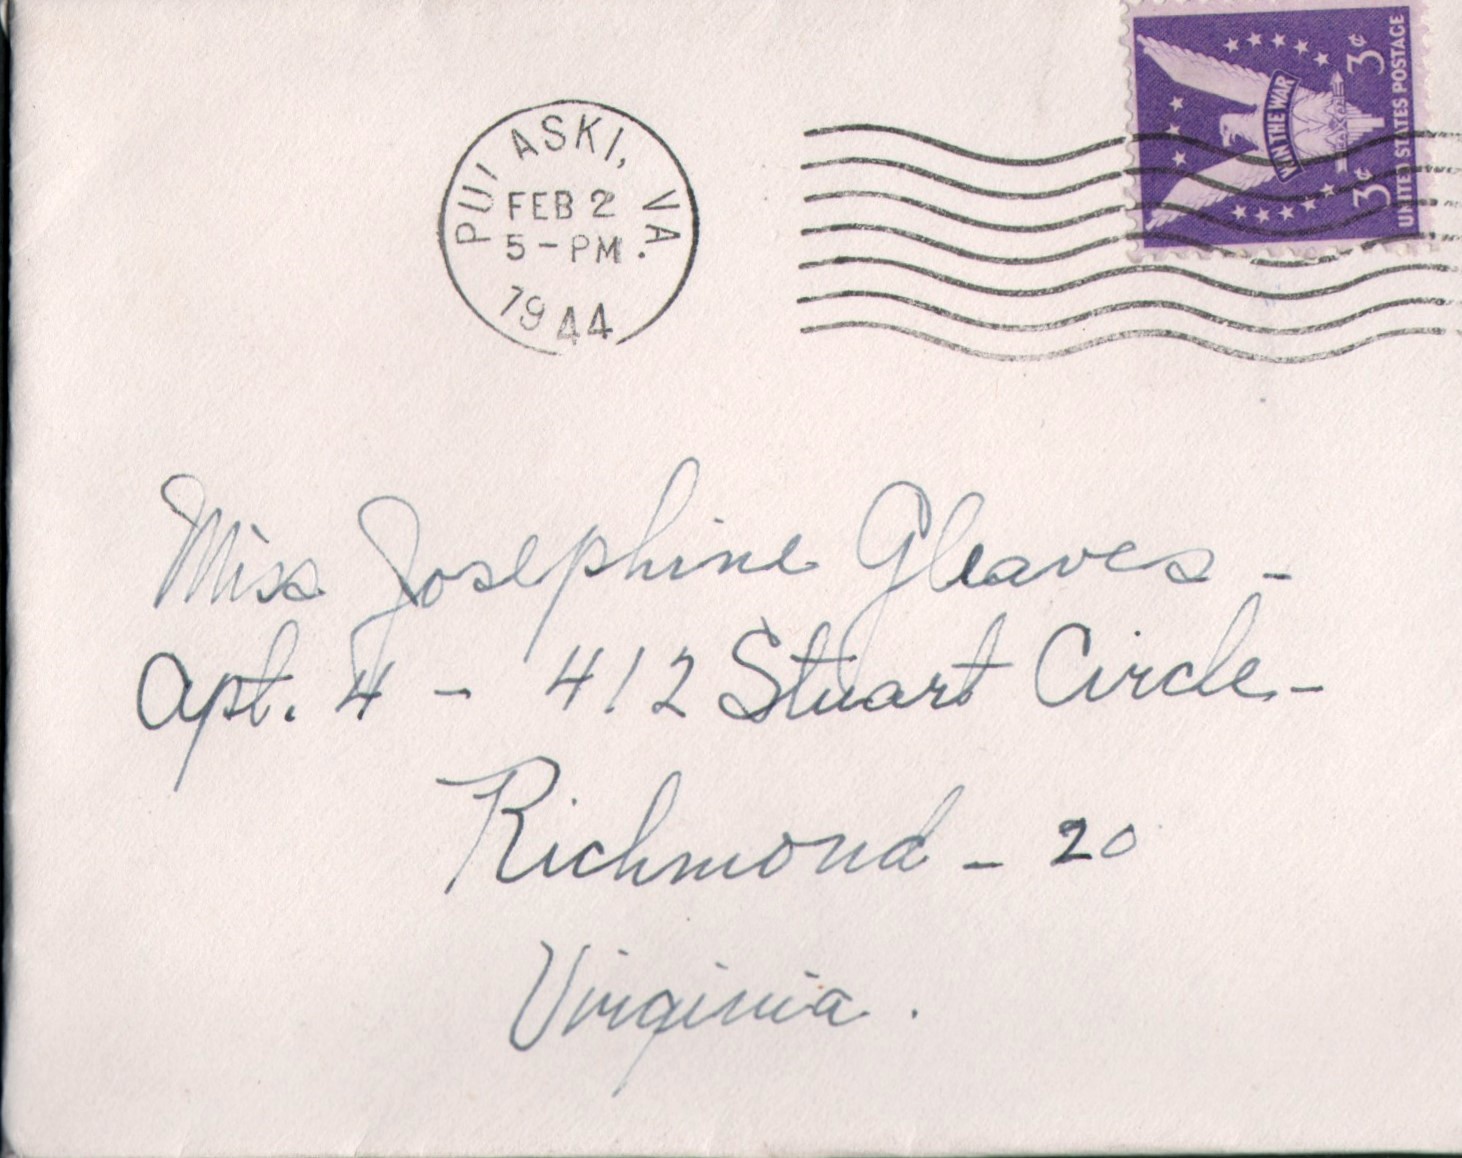 PULASKI, VA.
FEB 2
5-PM
1944
WIN THE WAR
3¢ 3¢
UNITED STATES POSTAGE
Miss Josephine Gleaves -
Apt. 4 - 412 Stuart Circle -
Richmond - 20
Virginia.